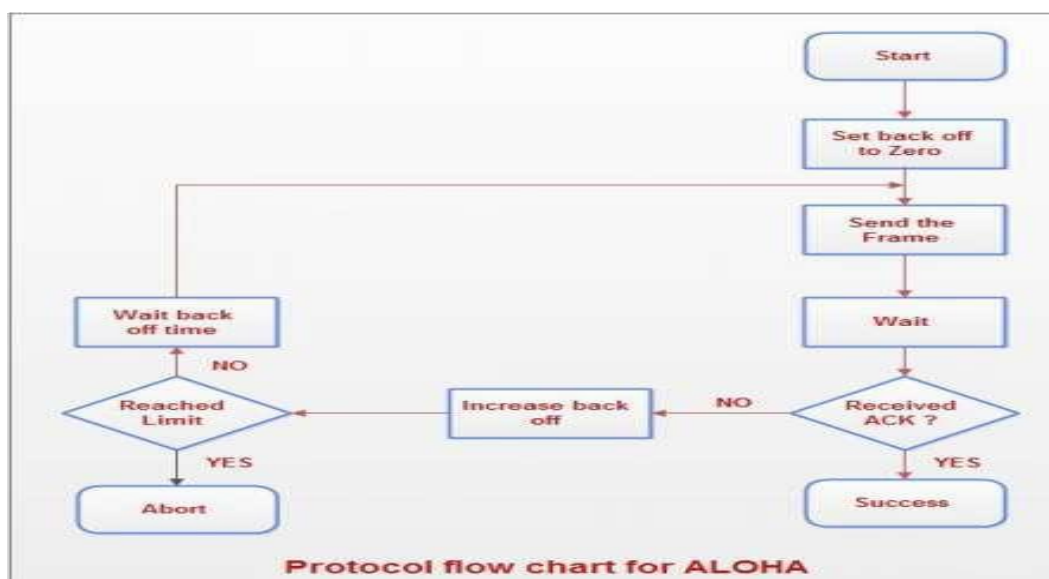 Start
Set back off
to Zero
Send the
Frame
Wait
Wait back
off time
NO
Reached
Limit
Increase back
off
NO
Received
ACK ?
YES
YES
Abort
Success
Protocol flow chart for ALOHA